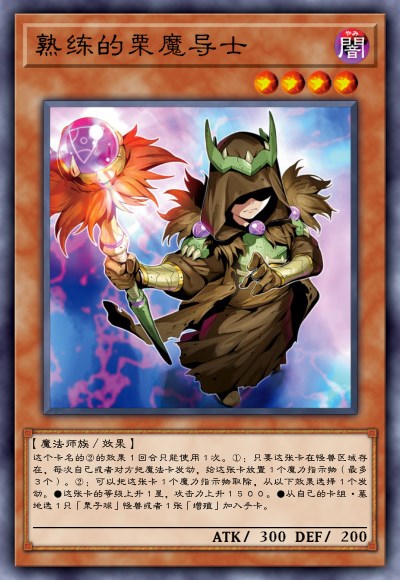 熟练的栗魔导士
やみ
闇
【魔法师族／效果】
这个卡名的②的效果1回合只能使用1次。①：只要这张卡在怪兽区域存
在，每次自己或者对方把魔法卡发动，给这张卡放置1个魔力指示物（最多
3个）。②：可以把这张卡1个魔力指示物取除，从以下效果选择1个发
动。●这张卡的等级上升1星，攻击力上升1500。●从自己的卡组·墓
地选1只「栗子球」怪兽或者1张「增殖」加入手卡。
ATK/ 300 DEF/ 200